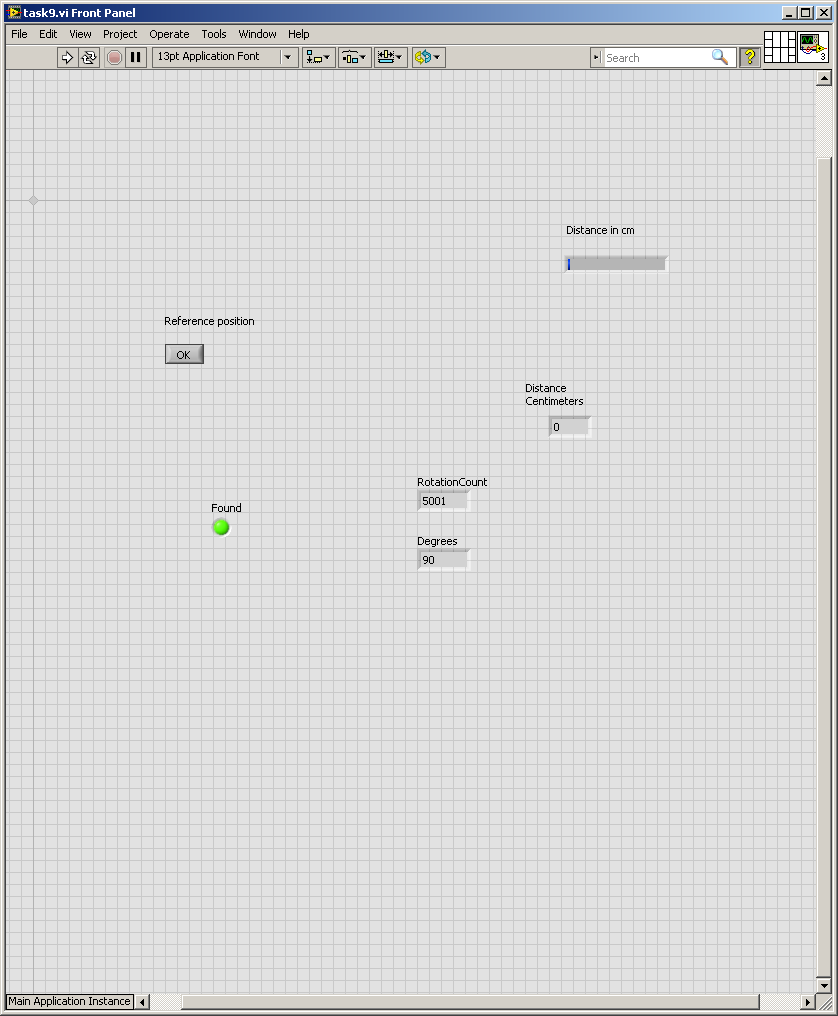 task9.vi Front Panel
File Edit View Project Operate Tools Window Help
13pt Application Font
Search
?
3
Distance in cm
Reference position
OK
Distance
Centimeters
0
RotationCount
5001
Found
Degrees
90
Main Application Instance